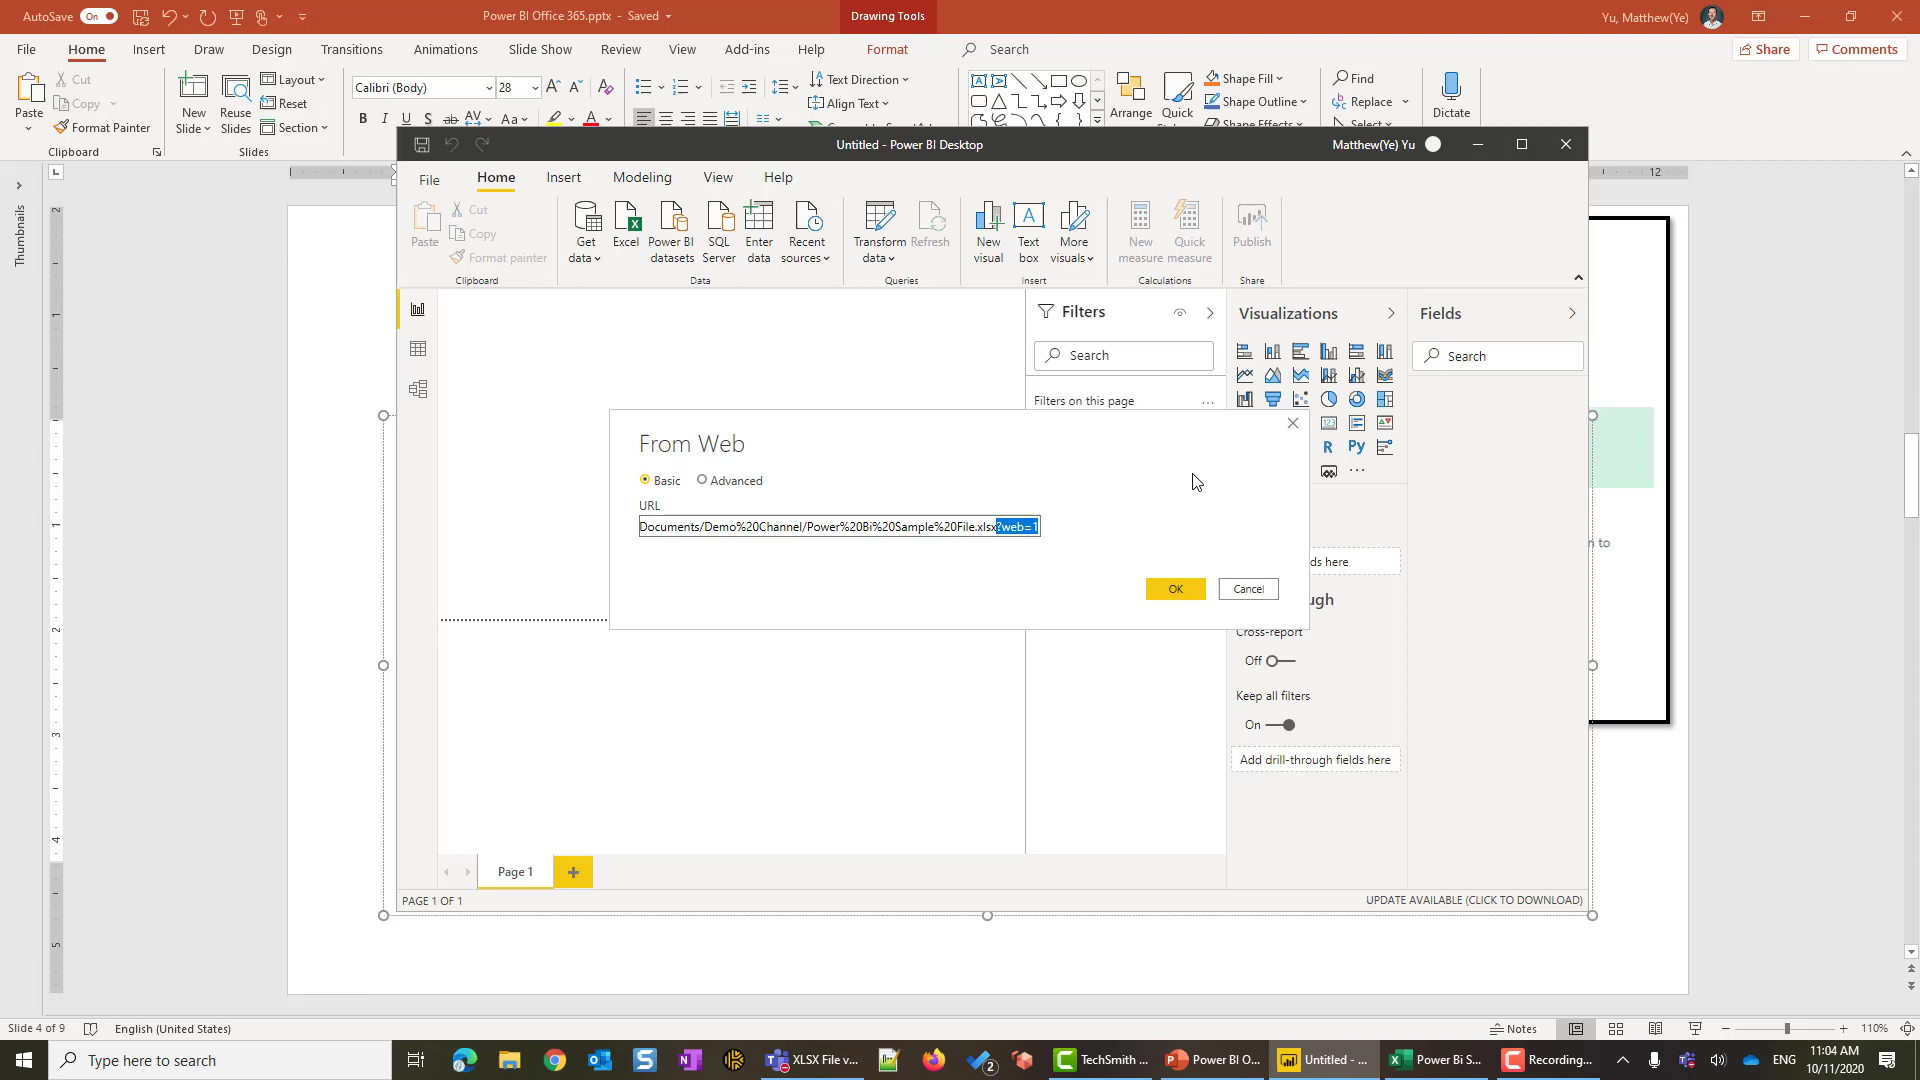 AutoSave On Power BI Office 365.pptx - Saved Drawing Tools Yu, Matthew(Ye)
File Home Insert Draw Design Transitions Animations Slide Show Review View Add-ins Help Format Search Share Comments
Paste Cut Copy Format Painter
Clipboard
New Slide Reuse Slides Layout Reset Section
Slides
Calibri (Body) 28
B I U S ab AV Aa A
Text Direction
Align Text
Arrange Quick
Shape Fill
Shape Outline
Shape Effects
Find
Replace
Select
Dictate
Thumbnails
12
Untitled - Power BI Desktop Matthew(Ye) Yu
File Home Insert Modeling View Help
Paste Cut
Copy
Format painter
Clipboard
Get data
Excel
Power BI datasets
SQL Server
Enter data
Recent sources
Data
Transform data
Refresh
Queries
New visual
Text box
More visuals
Insert
New measure
Quick measure
Calculations
Publish
Share
Filters
Search
Filters on this page
Visualizations
R Py
Fields
Search
From Web
Basic Advanced
URL
Documents/Demo%20Channel/Power%20Bi%20Sample%20File.xlsx?web=1
OK Cancel
ds here
ugh
Cross-report
Off
Keep all filters
On
Add drill-through fields here
n to
Page 1
PAGE 1 OF 1
UPDATE AVAILABLE (CLICK TO DOWNLOAD)
Slide 4 of 9 English (United States) Notes 110%
Type here to search
XLSX File v...
2
TechSmith ...
Power BI O...
Untitled - ...
Power Bi S...
Recording...
ENG
11:04 AM
10/11/2020